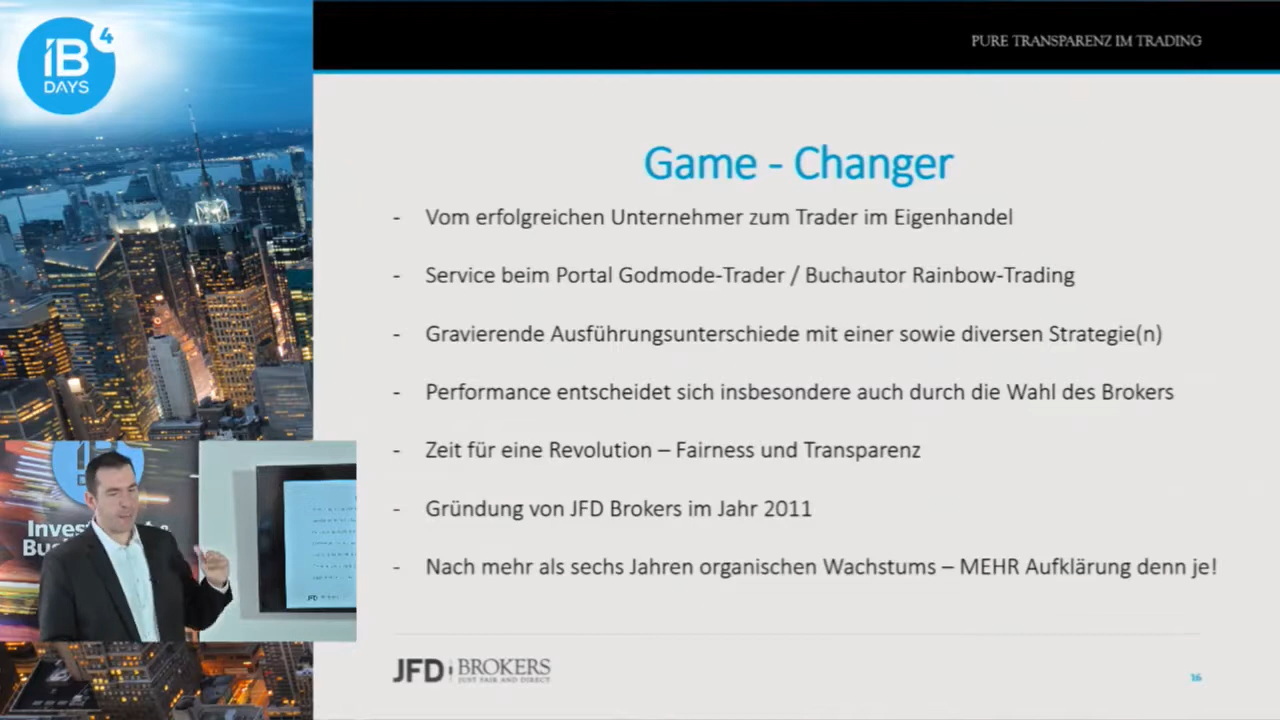 IB
4
DAYS
PURE TRANSPARENZ IM TRADING
Game - Changer
- Vom erfolgreichen Unternehmer zum Trader im Eigenhandel
- Service beim Portal Godmode-Trader / Buchautor Rainbow-Trading
- Gravierende Ausführungsunterschiede mit einer sowie diversen Strategie(n)
- Performance entscheidet sich insbesondere auch durch die Wahl des Brokers
- Zeit für eine Revolution – Fairness und Transparenz
- Gründung von JFD Brokers im Jahr 2011
- Nach mehr als sechs Jahren organischen Wachstums – MEHR Aufklärung denn je!
JFD BROKERS
JUST FAIR AND DIRECT
16
JFD